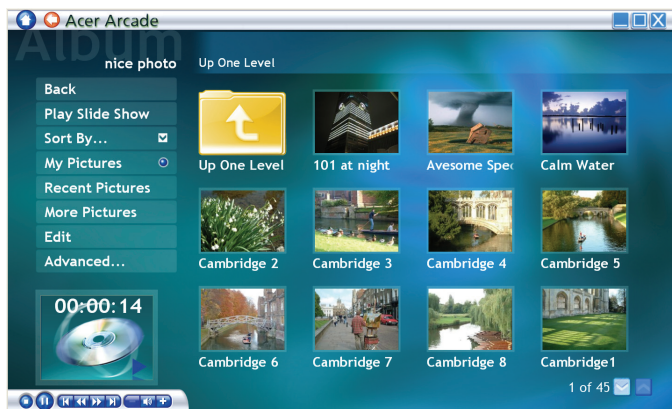 Acer Arcade
Album
nice photo
Up One Level
Back
Play Slide Show
Sort By...
My Pictures
Recent Pictures
More Pictures
Edit
Advanced...
00:00:14
Up One Level
101 at night
Avesome Spec
Calm Water
Cambridge 2
Cambridge 3
Cambridge 4
Cambridge 5
Cambridge 6
Cambridge 7
Cambridge 8
Cambridge1
1 of 45